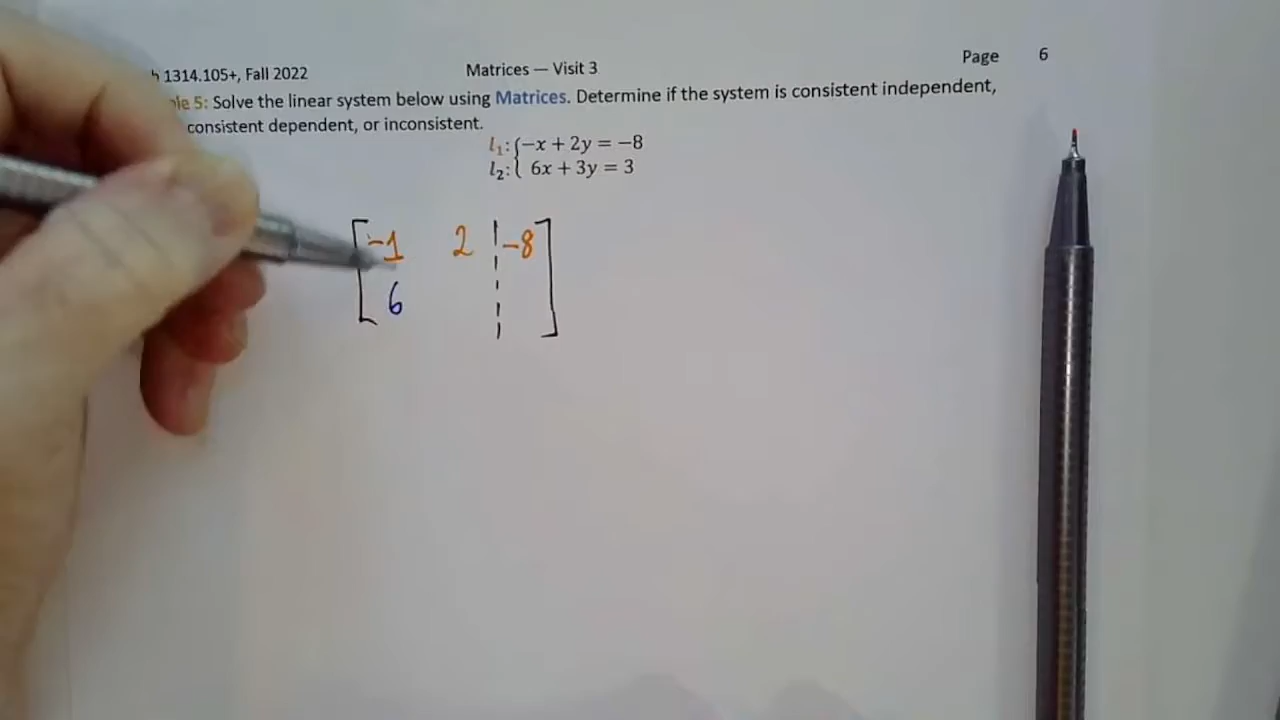 1314.105+, Fall 2022 Matrices — Visit 3 Page 6
5: Solve the linear system below using Matrices. Determine if the system is consistent independent,
consistent dependent, or inconsistent.
l₁: { −x + 2y = −8
l₂: { 6x + 3y = 3
-1 2 -8
6